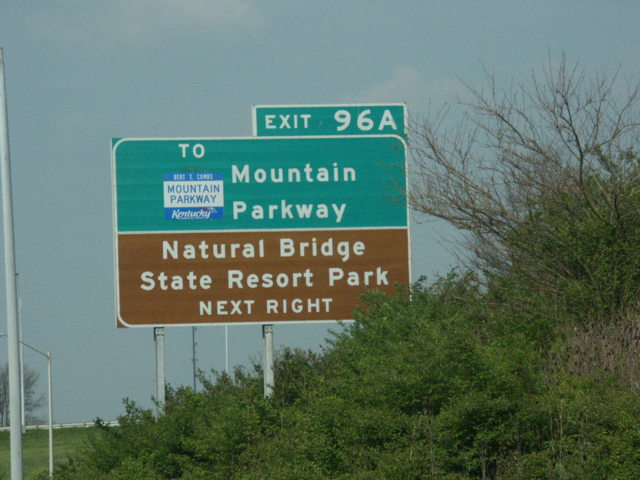 EXIT 96A
TO
BERT T. COMBS
MOUNTAIN
PARKWAY
Kentucky
Mountain
Parkway
Natural Bridge
State Resort Park
NEXT RIGHT